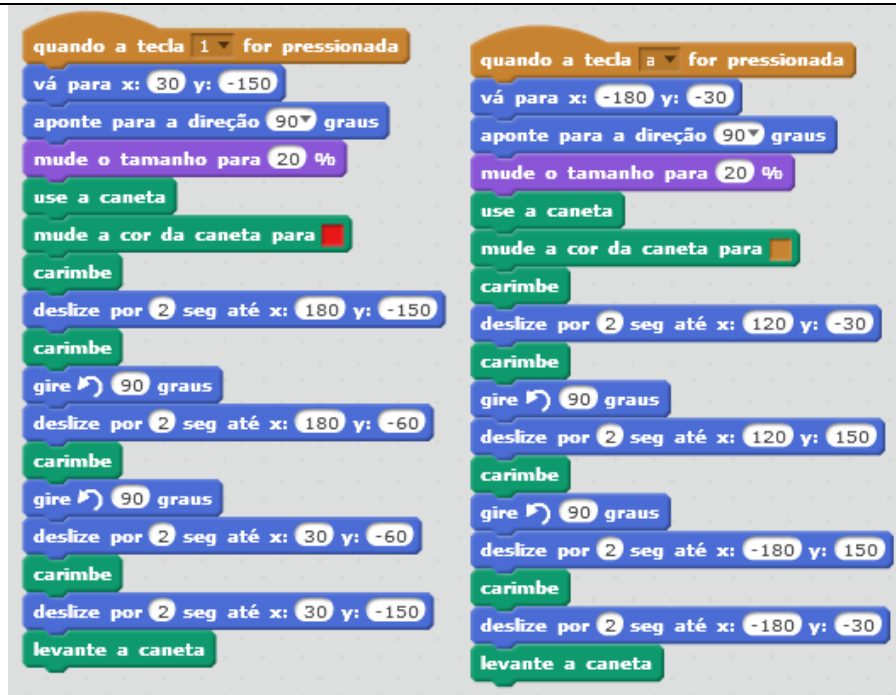 quando a tecla 1 for pressionada
vá para x: 30 y: -150
aponte para a direção 90 graus
mude o tamanho para 20 %
use a caneta
mude a cor da caneta para
carimbe
deslize por 2 seg até x: 180 y: -150
carimbe
gire 90 graus
deslize por 2 seg até x: 180 y: -60
carimbe
gire 90 graus
deslize por 2 seg até x: 30 y: -60
carimbe
deslize por 2 seg até x: 30 y: -150
levante a caneta
quando a tecla a for pressionada
vá para x: -180 y: -30
aponte para a direção 90 graus
mude o tamanho para 20 %
use a caneta
mude a cor da caneta para
carimbe
deslize por 2 seg até x: 120 y: -30
carimbe
gire 90 graus
deslize por 2 seg até x: 120 y: 150
carimbe
gire 90 graus
deslize por 2 seg até x: -180 y: 150
carimbe
deslize por 2 seg até x: -180 y: -30
levante a caneta